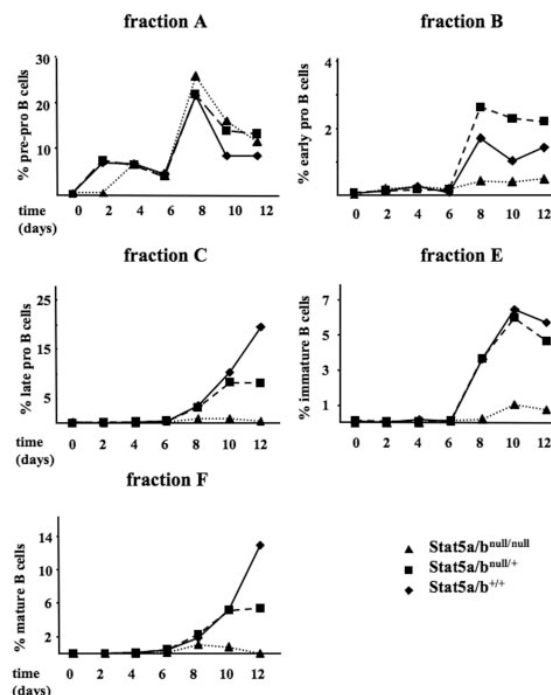 fraction A
fraction B
% pre-pro B cells
30
20
10
% early pro B cells
4
2
time
(days)
0 2 4 6 8 10 12
0 2 4 6 8 10 12
fraction C
fraction E
% late pro B cells
25
15
5
% immature B cells
7
5
3
1
time
(days)
0 2 4 6 8 10 12
0 2 4 6 8 10 12
fraction F
% mature B cells
14
10
6
2
time
(days)
0 2 4 6 8 10 12
Stat5a/b^null/null
Stat5a/b^null/+
Stat5a/b^+/+